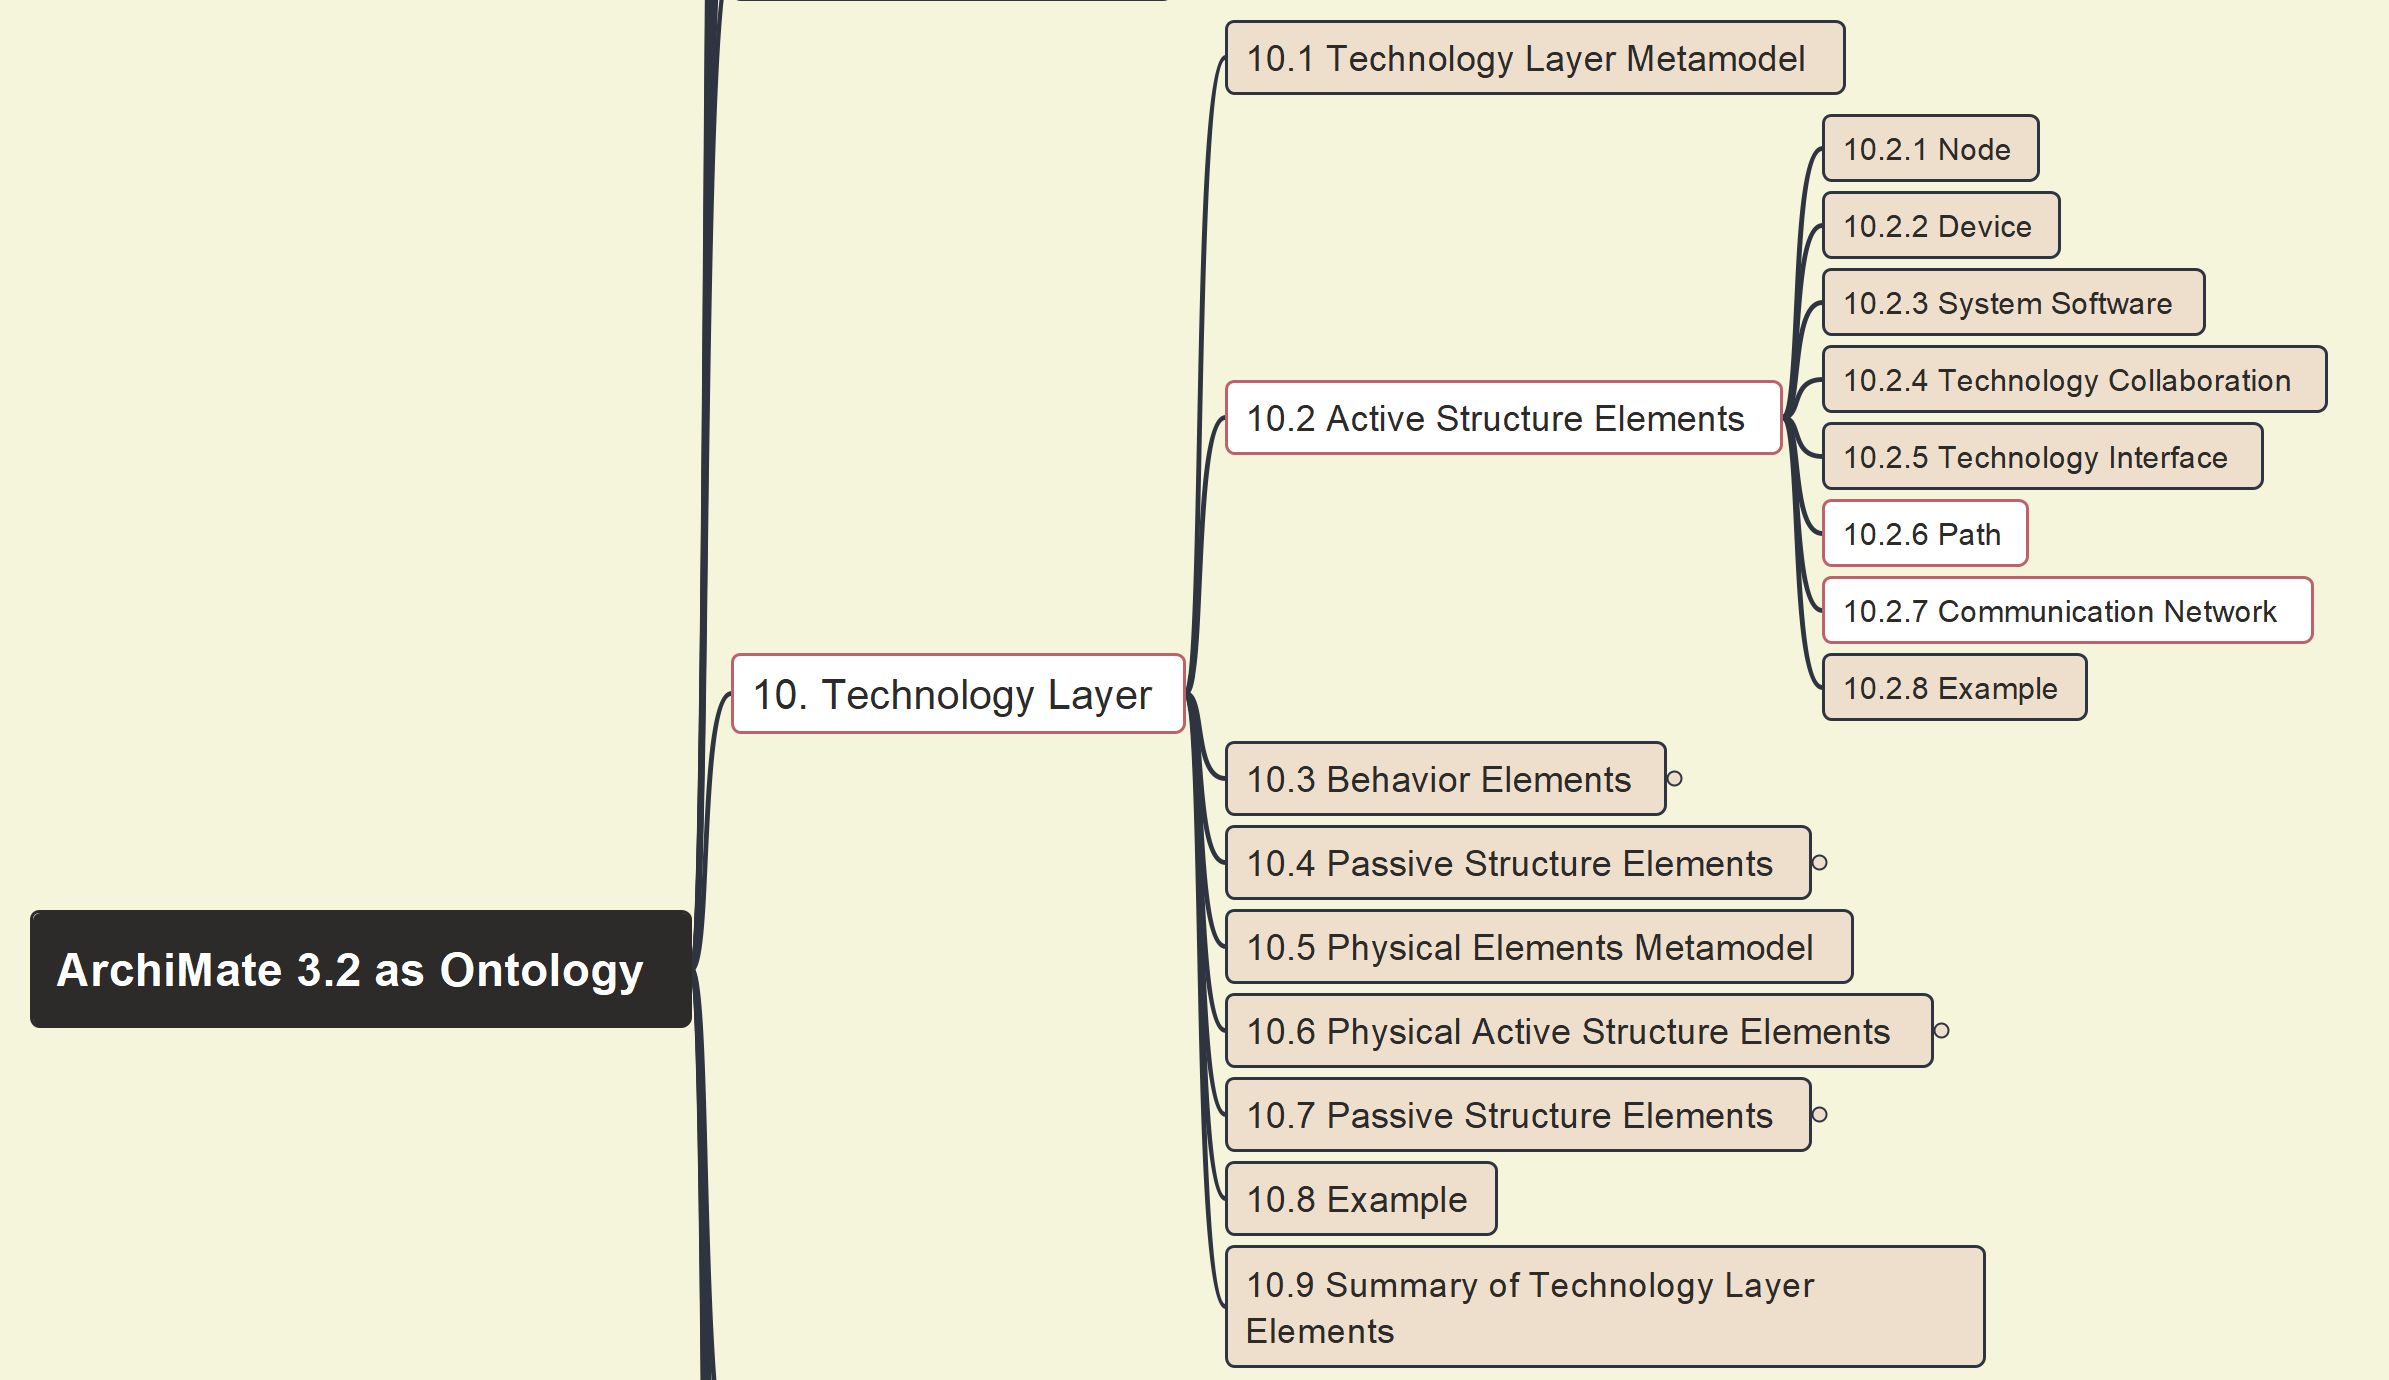 10.1 Technology Layer Metamodel
10.2.1 Node
10.2.2 Device
10.2.3 System Software
10.2.4 Technology Collaboration
10.2 Active Structure Elements
10.2.5 Technology Interface
10.2.6 Path
10.2.7 Communication Network
10.2.8 Example
10. Technology Layer
10.3 Behavior Elements
10.4 Passive Structure Elements
10.5 Physical Elements Metamodel
ArchiMate 3.2 as Ontology
10.6 Physical Active Structure Elements
10.7 Passive Structure Elements
10.8 Example
10.9 Summary of Technology Layer
Elements